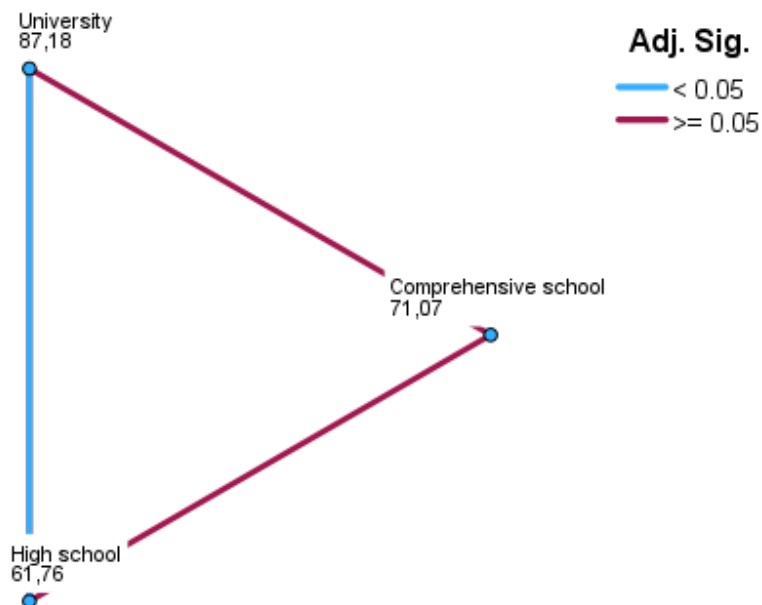 University
87,18
Adj. Sig.
< 0.05
>= 0.05
Comprehensive school
71,07
High school
61,76